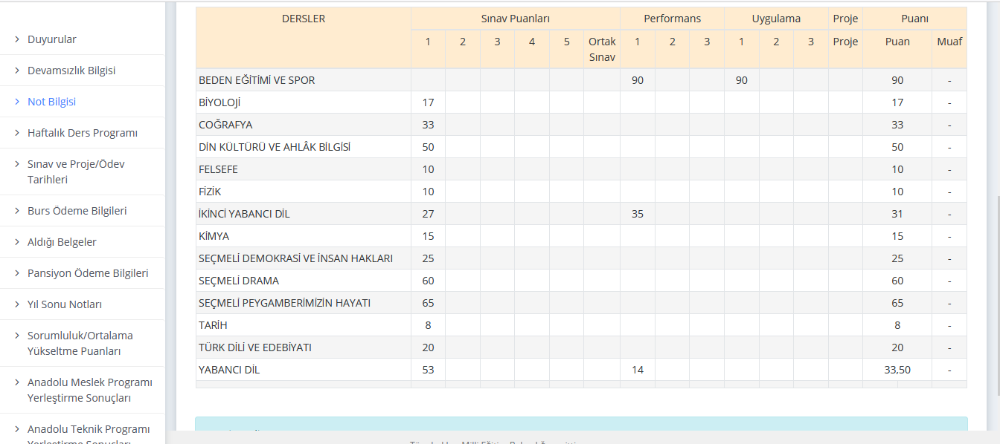 Duyurular
Devamsızlık Bilgisi
Not Bilgisi
Haftalık Ders Programı
Sınav ve Proje/Ödev
Tarihleri
Burs Ödeme Bilgileri
Aldığı Belgeler
Pansiyon Ödeme Bilgileri
Yıl Sonu Notları
Sorumluluk/Ortalama
Yükseltme Puanları
Anadolu Meslek Programı
Yerleştirme Sonuçları
Anadolu Teknik Programı
DERSLER Sınav Puanları Performans Uygulama Proje Puanı
1 2 3 4 5 Ortak 1 2 3 1 2 3 Proje Puan Muaf
Sınav
BEDEN EĞİTİMİ VE SPOR 90 90 90 -
BİYOLOJİ 17 17 -
COĞRAFYA 33 33 -
DİN KÜLTÜRÜ VE AHLÂK BİLGİSİ 50 50 -
FELSEFE 10 10 -
FİZİK 10 10 -
İKİNCİ YABANCI DİL 27 35 31 -
KİMYA 15 15 -
SEÇMELİ DEMOKRASİ VE İNSAN HAKLARI 25 25 -
SEÇMELİ DRAMA 60 60 -
SEÇMELİ PEYGAMBERİMİZİN HAYATI 65 65 -
TARİH 8 8 -
TÜRK DİLİ VE EDEBİYATI 20 20 -
YABANCI DİL 53 14 33,50 -